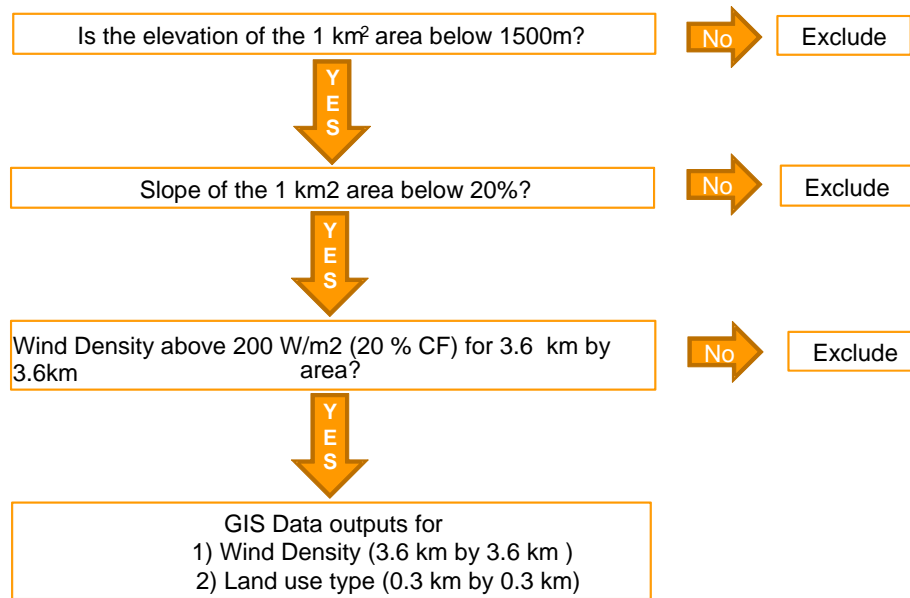 Is the elevation of the 1 km² area below 1500m?
No
Exclude
YES
Slope of the 1 km2 area below 20%?
No
Exclude
YES
Wind Density above 200 W/m2 (20 % CF) for 3.6 km by
3.6km area?
No
Exclude
YES
GIS Data outputs for
1) Wind Density (3.6 km by 3.6 km )
2) Land use type (0.3 km by 0.3 km)